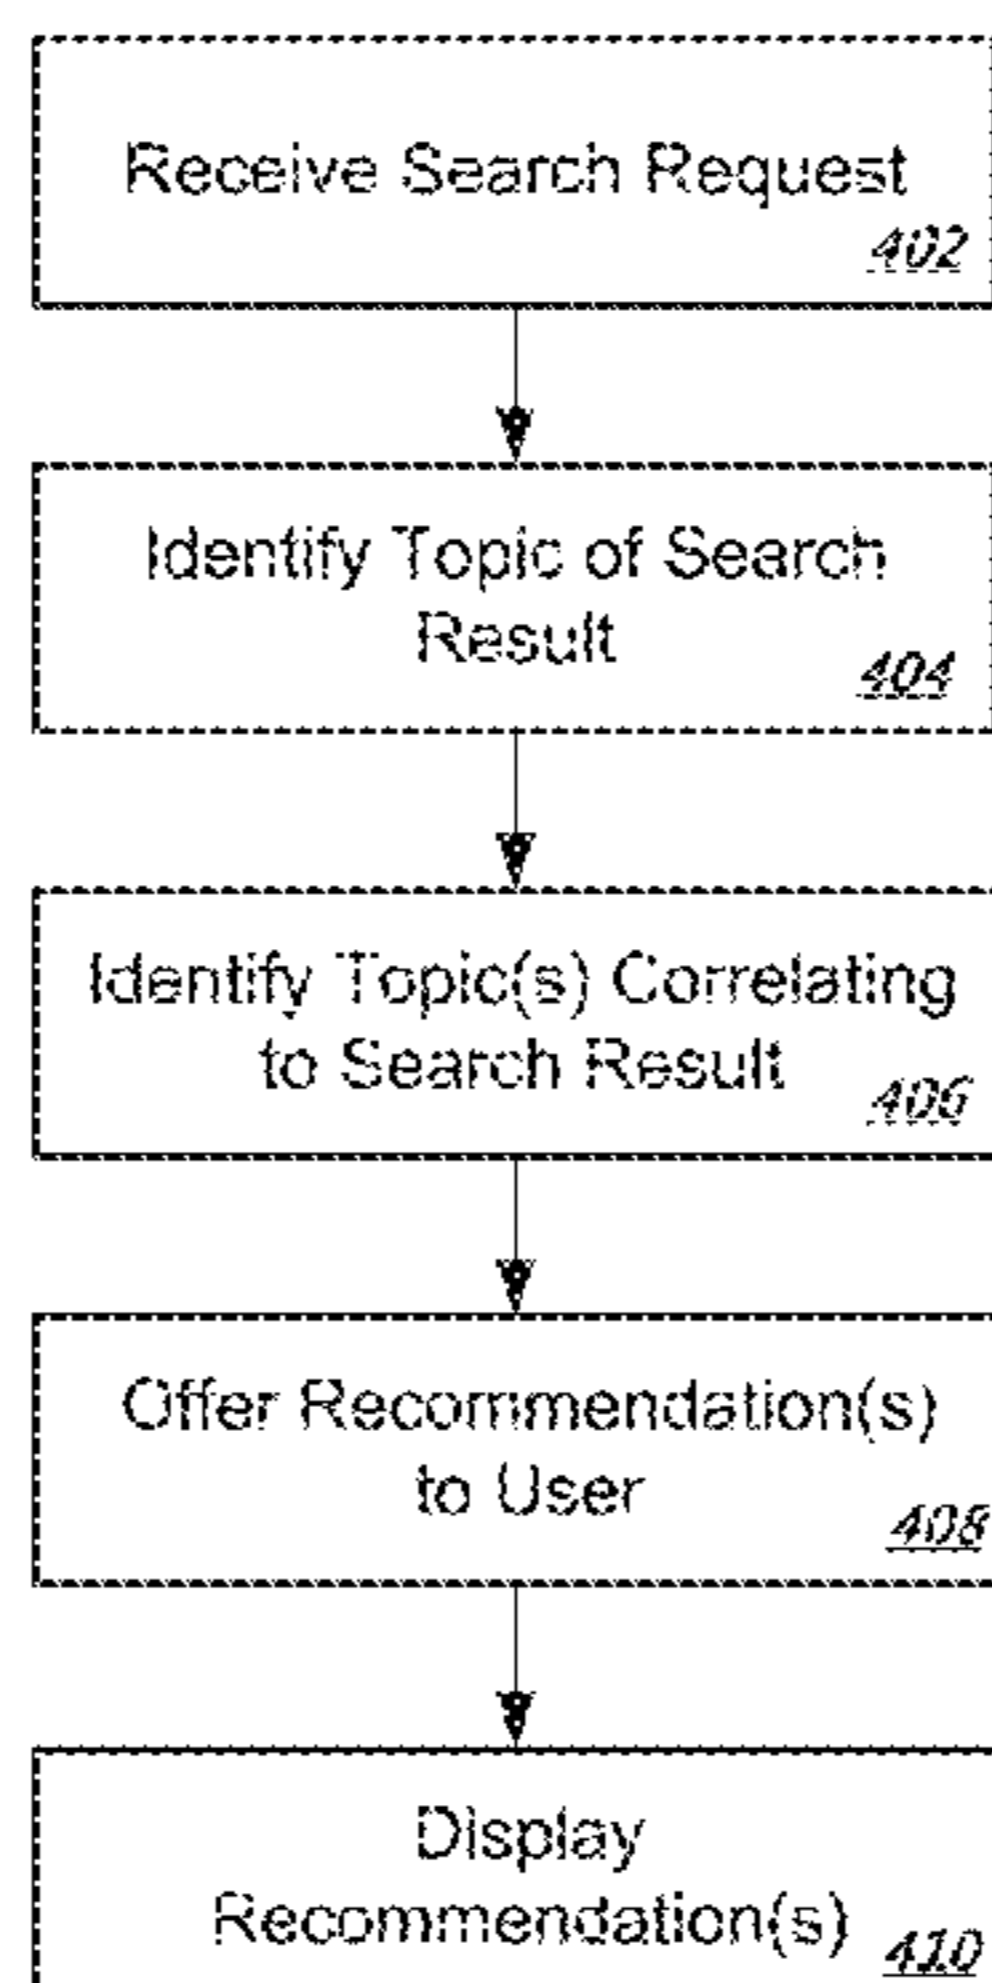 Receive Search Request
402
Identify Topic of Search
Result
404
Identify Topic(s) Correlating
to Search Result
406
Offer Recommendation(s)
to User
408
Display
Recommendation(s)
410